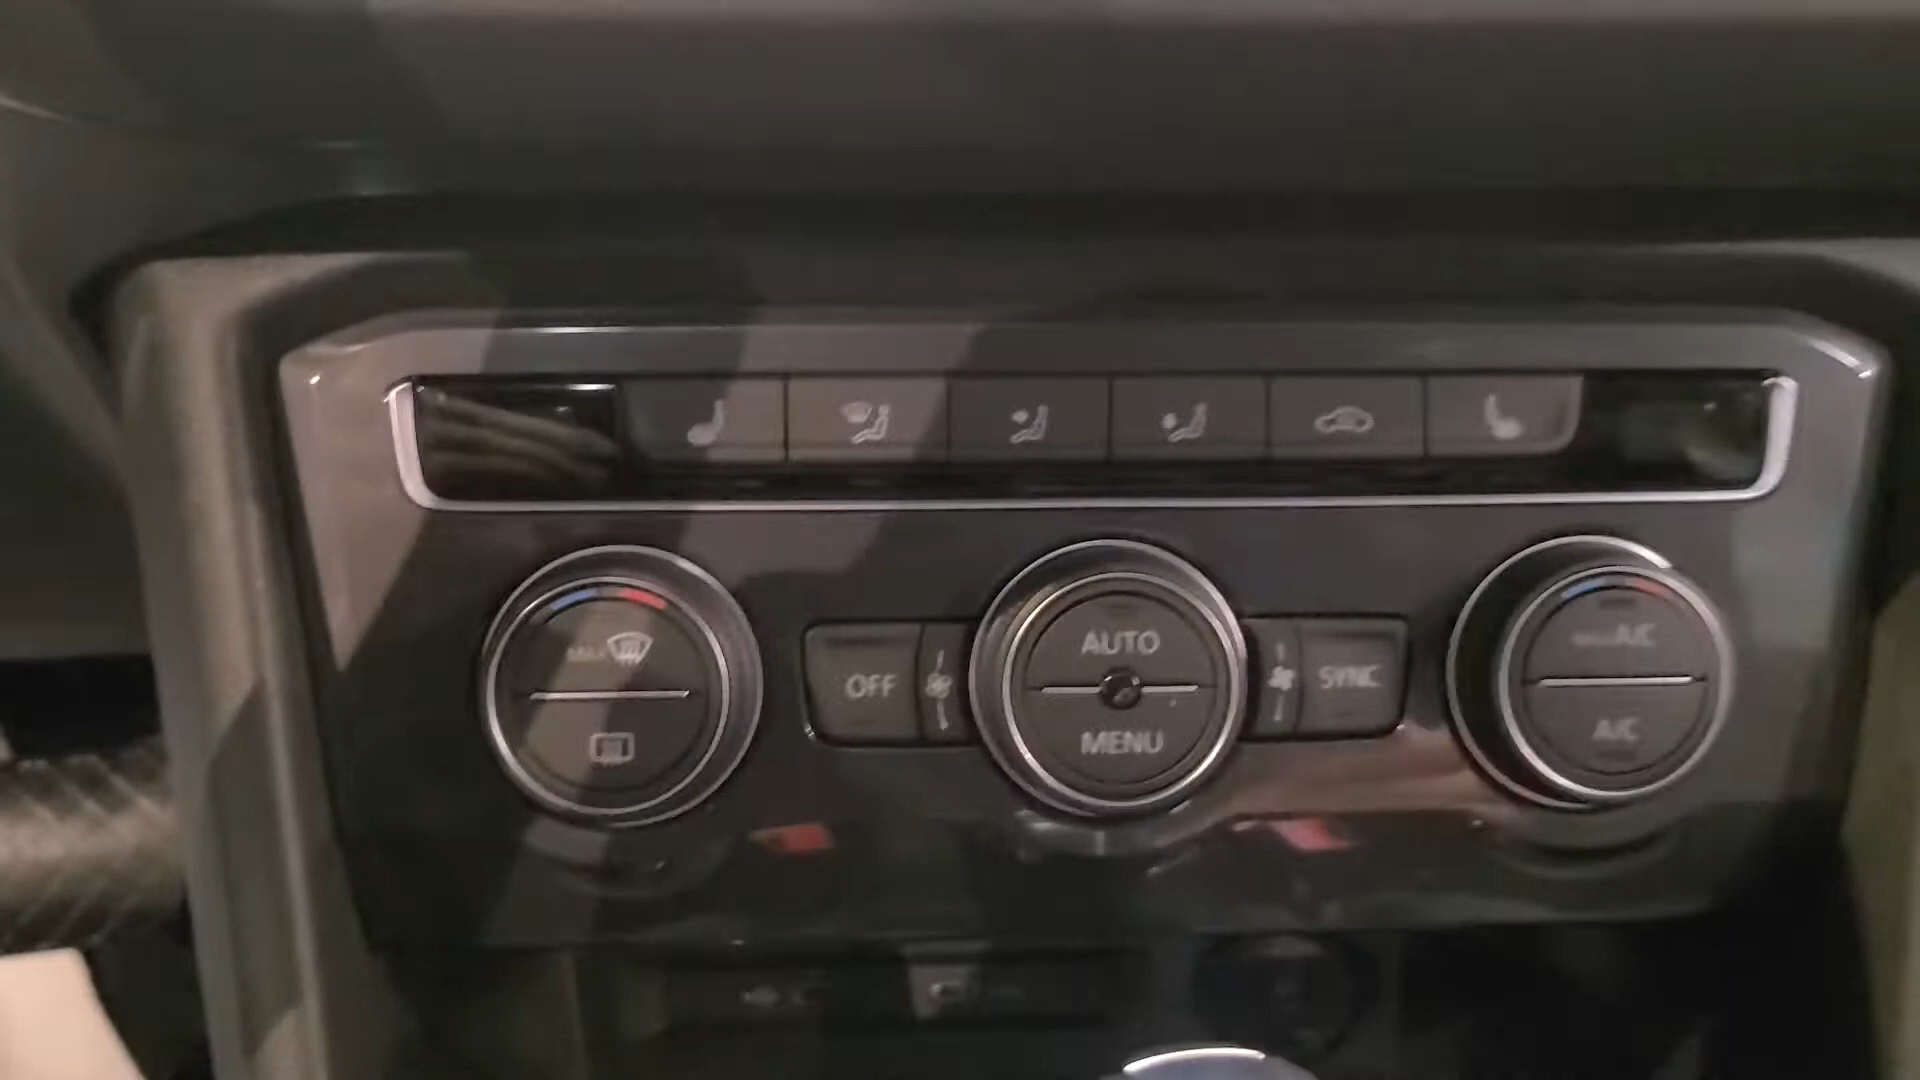 MAX
AUTO
MAX A/C
OFF
SYNC
MENU
A/C